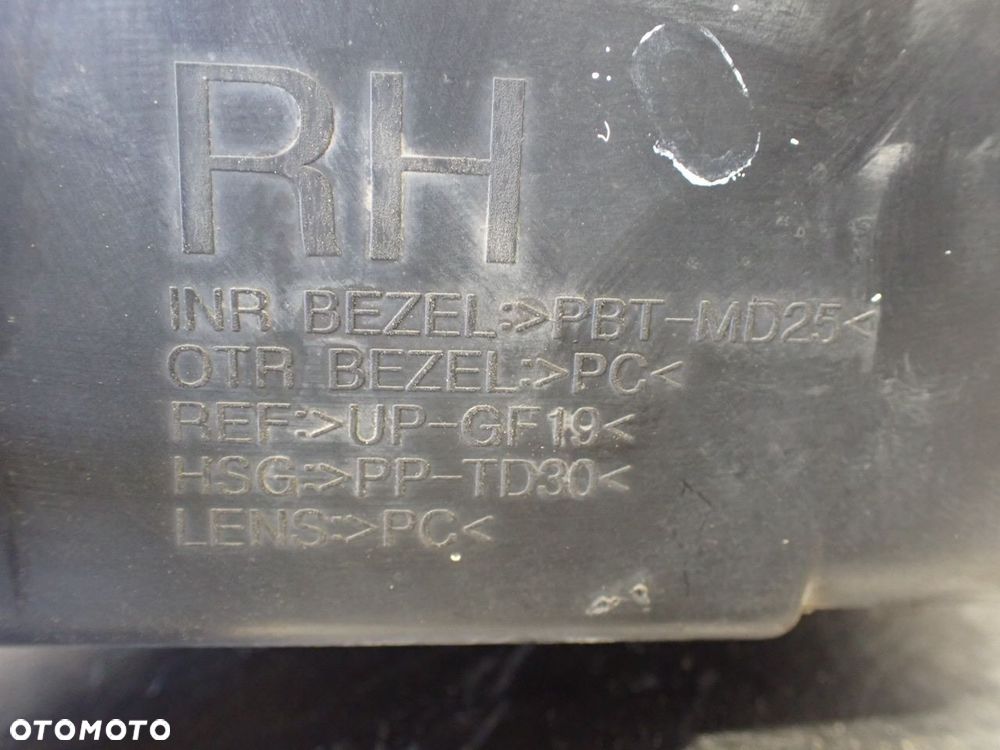 RH
INR BEZEL:>PBT-MD25<
OTR BEZEL:>PC<
REF:>UP-GF19<
HSG:>PP-TD30<
LENS:>PC<
OTOMOTO